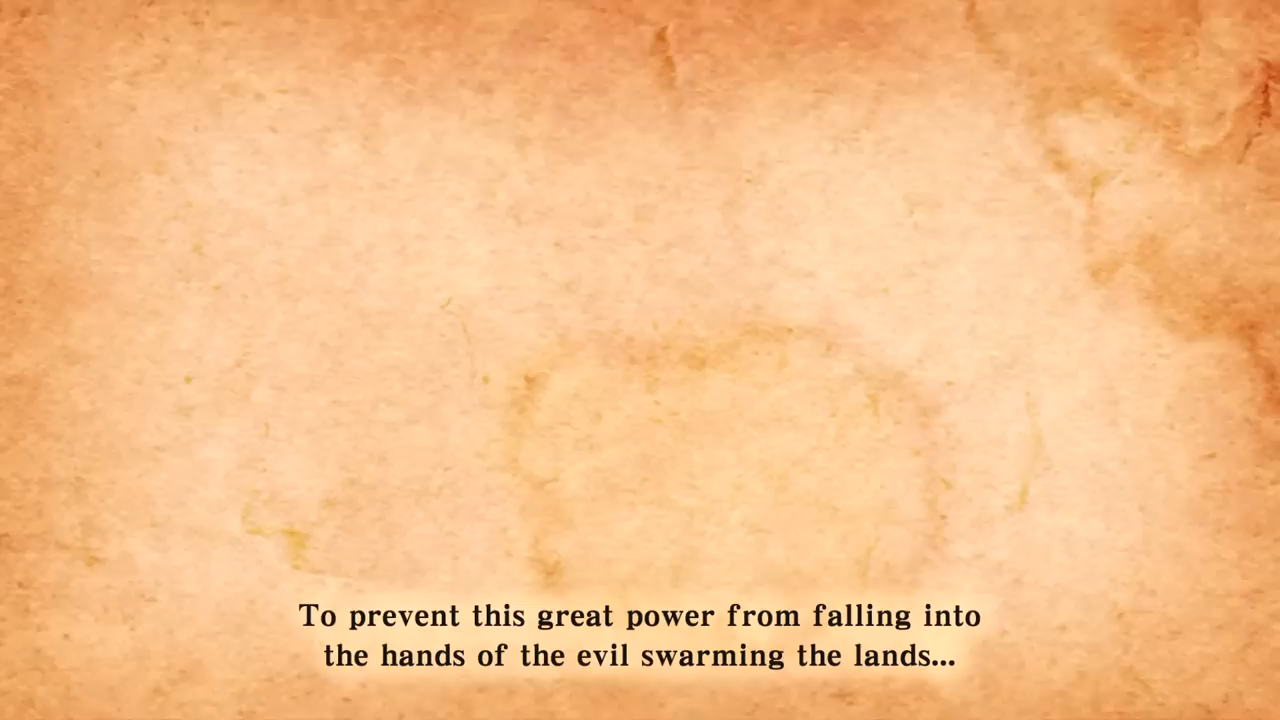 To prevent this great power from falling into
the hands of the evil swarming the lands...